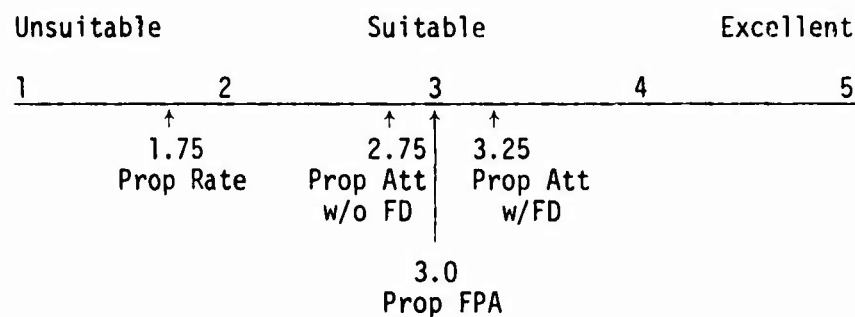 Unsuitable Suitable Excellent
1 2 3 4 5
↑ ↑ ↑ ↑
1.75 2.75 3.25
Prop Rate Prop Att Prop Att
w/o FD w/FD
3.0
Prop FPA